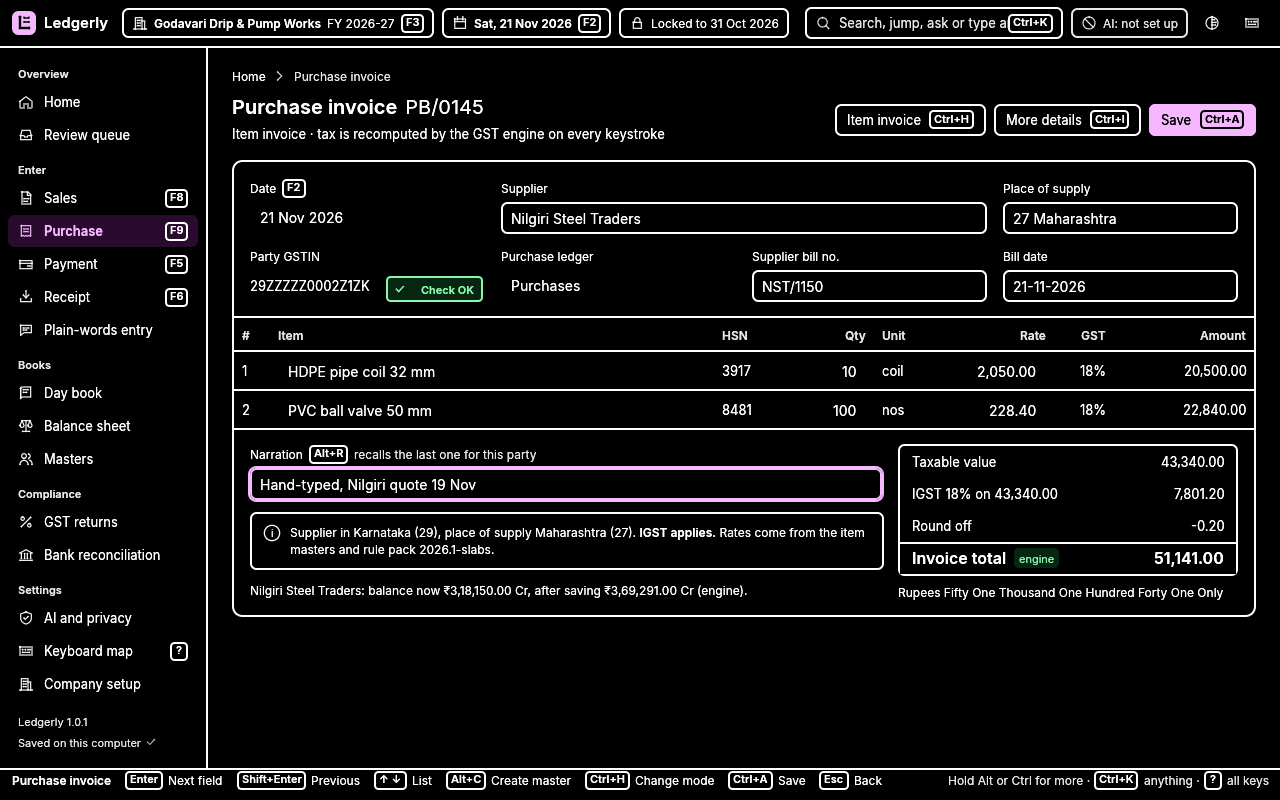 Ledgerly
Godavari Drip & Pump Works FY 2026-27 F3
Sat, 21 Nov 2026 F2
Locked to 31 Oct 2026
Search, jump, ask or type a Ctrl+K
AI: not set up
Overview
Home
Review queue
Enter
Sales F8
Purchase F9
Payment F5
Receipt F6
Plain-words entry
Books
Day book
Balance sheet
Masters
Compliance
GST returns
Bank reconciliation
Settings
AI and privacy
Keyboard map ?
Company setup
Ledgerly 1.0.1
Saved on this computer
Home Purchase invoice
Purchase invoice PB/0145
Item invoice · tax is recomputed by the GST engine on every keystroke
Item invoice Ctrl+H
More details Ctrl+I
Save Ctrl+A
Date F2
21 Nov 2026
Supplier
Nilgiri Steel Traders
Place of supply
27 Maharashtra
Party GSTIN
29ZZZZZ0002Z1ZK Check OK
Purchase ledger
Purchases
Supplier bill no.
NST/1150
Bill date
21-11-2026
# Item HSN Qty Unit Rate GST Amount
1 HDPE pipe coil 32 mm 3917 10 coil 2,050.00 18% 20,500.00
2 PVC ball valve 50 mm 8481 100 nos 228.40 18% 22,840.00
Narration Alt+R recalls the last one for this party
Hand-typed, Nilgiri quote 19 Nov
Supplier in Karnataka (29), place of supply Maharashtra (27). IGST applies. Rates come from the item
masters and rule pack 2026.1-slabs.
Nilgiri Steel Traders: balance now ₹3,18,150.00 Cr, after saving ₹3,69,291.00 Cr (engine).
Taxable value 43,340.00
IGST 18% on 43,340.00 7,801.20
Round off -0.20
Invoice total engine 51,141.00
Rupees Fifty One Thousand One Hundred Forty One Only
Purchase invoice Enter Next field Shift+Enter Previous ↑↓ List Alt+C Create master Ctrl+H Change mode Ctrl+A Save Esc Back
Hold Alt or Ctrl for more · Ctrl+K anything · ? all keys